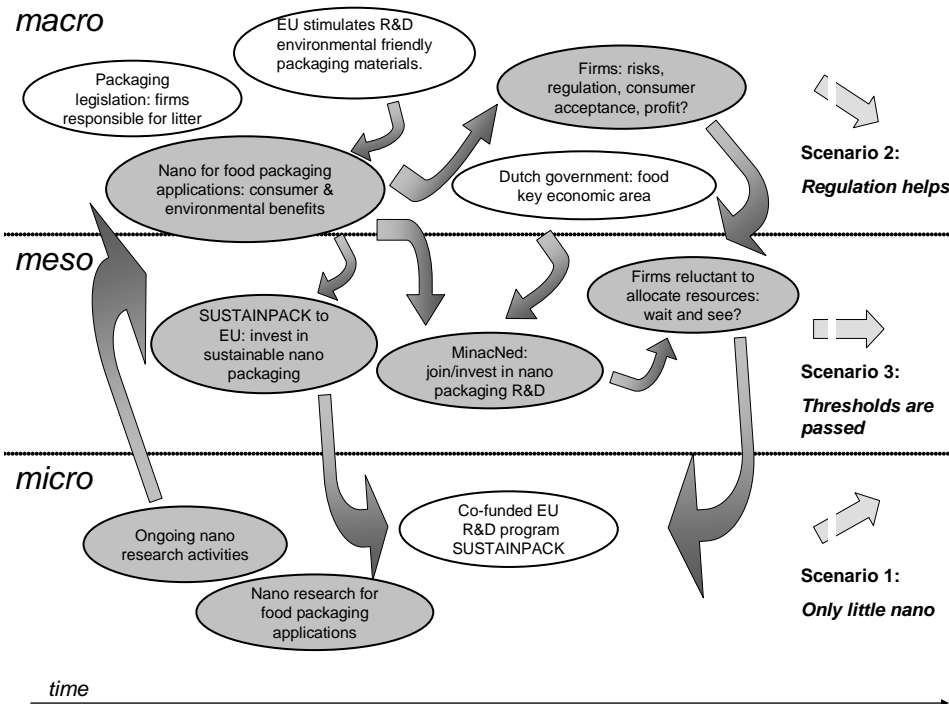 macro
EU stimulates R&D
environmental friendly
packaging materials.
Packaging
legislation: firms
responsible for litter
Firms: risks,
regulation, consumer
acceptance, profit?
Nano for food packaging
applications: consumer &
environmental benefits
Dutch government: food
key economic area
Scenario 2:
Regulation helps
meso
SUSTAINPACK to
EU: invest in
sustainable nano
packaging
MinacNed:
join/invest in nano
packaging R&D
Firms reluctant to
allocate resources:
wait and see?
Scenario 3:
Thresholds are
passed
micro
Ongoing nano
research activities
Nano research for
food packaging
applications
Co-funded EU
R&D program
SUSTAINPACK
Scenario 1:
Only little nano
time